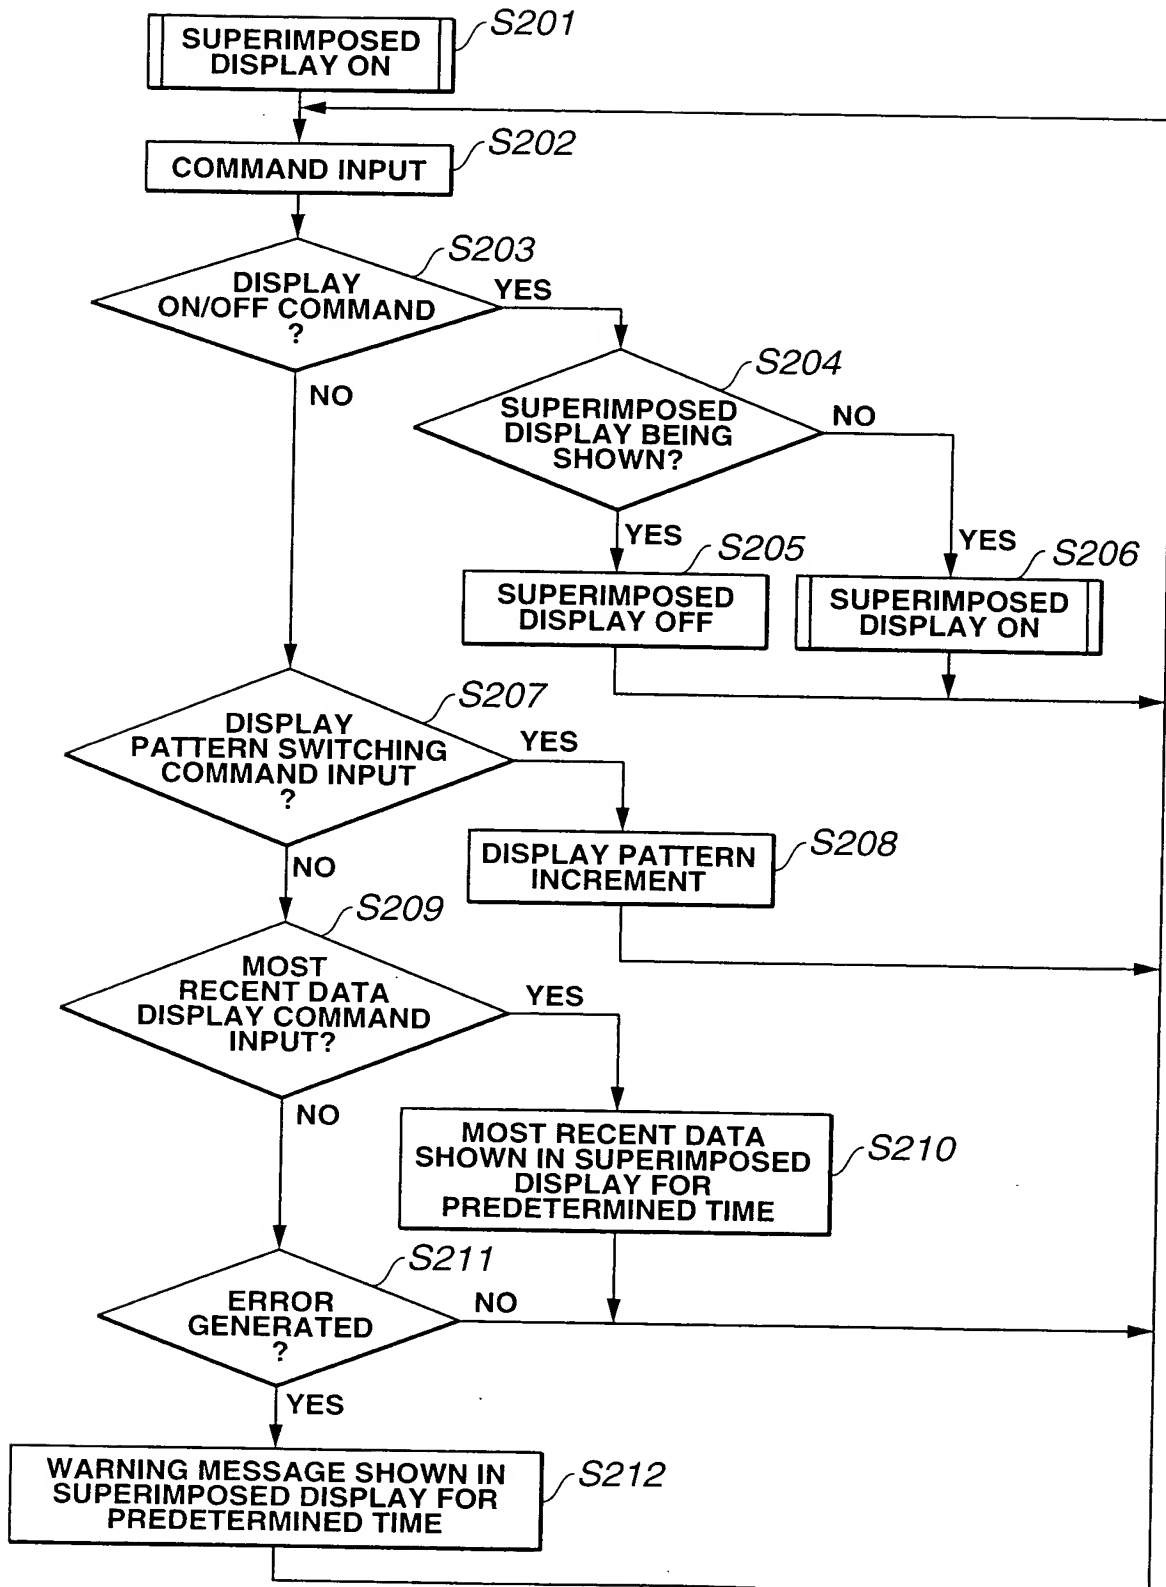 S201
SUPERIMPOSED
DISPLAY ON
S202
COMMAND INPUT
S203
DISPLAY
ON/OFF COMMAND
?
YES
NO
S204
SUPERIMPOSED
DISPLAY BEING
SHOWN?
NO
YES
YES
S205
SUPERIMPOSED
DISPLAY OFF
S206
SUPERIMPOSED
DISPLAY ON
S207
DISPLAY
PATTERN SWITCHING
COMMAND INPUT
?
YES
NO
S208
DISPLAY PATTERN
INCREMENT
S209
MOST
RECENT DATA
DISPLAY COMMAND
INPUT?
YES
NO
S210
MOST RECENT DATA
SHOWN IN SUPERIMPOSED
DISPLAY FOR
PREDETERMINED TIME
S211
ERROR
GENERATED
?
NO
YES
S212
WARNING MESSAGE SHOWN IN
SUPERIMPOSED DISPLAY FOR
PREDETERMINED TIME